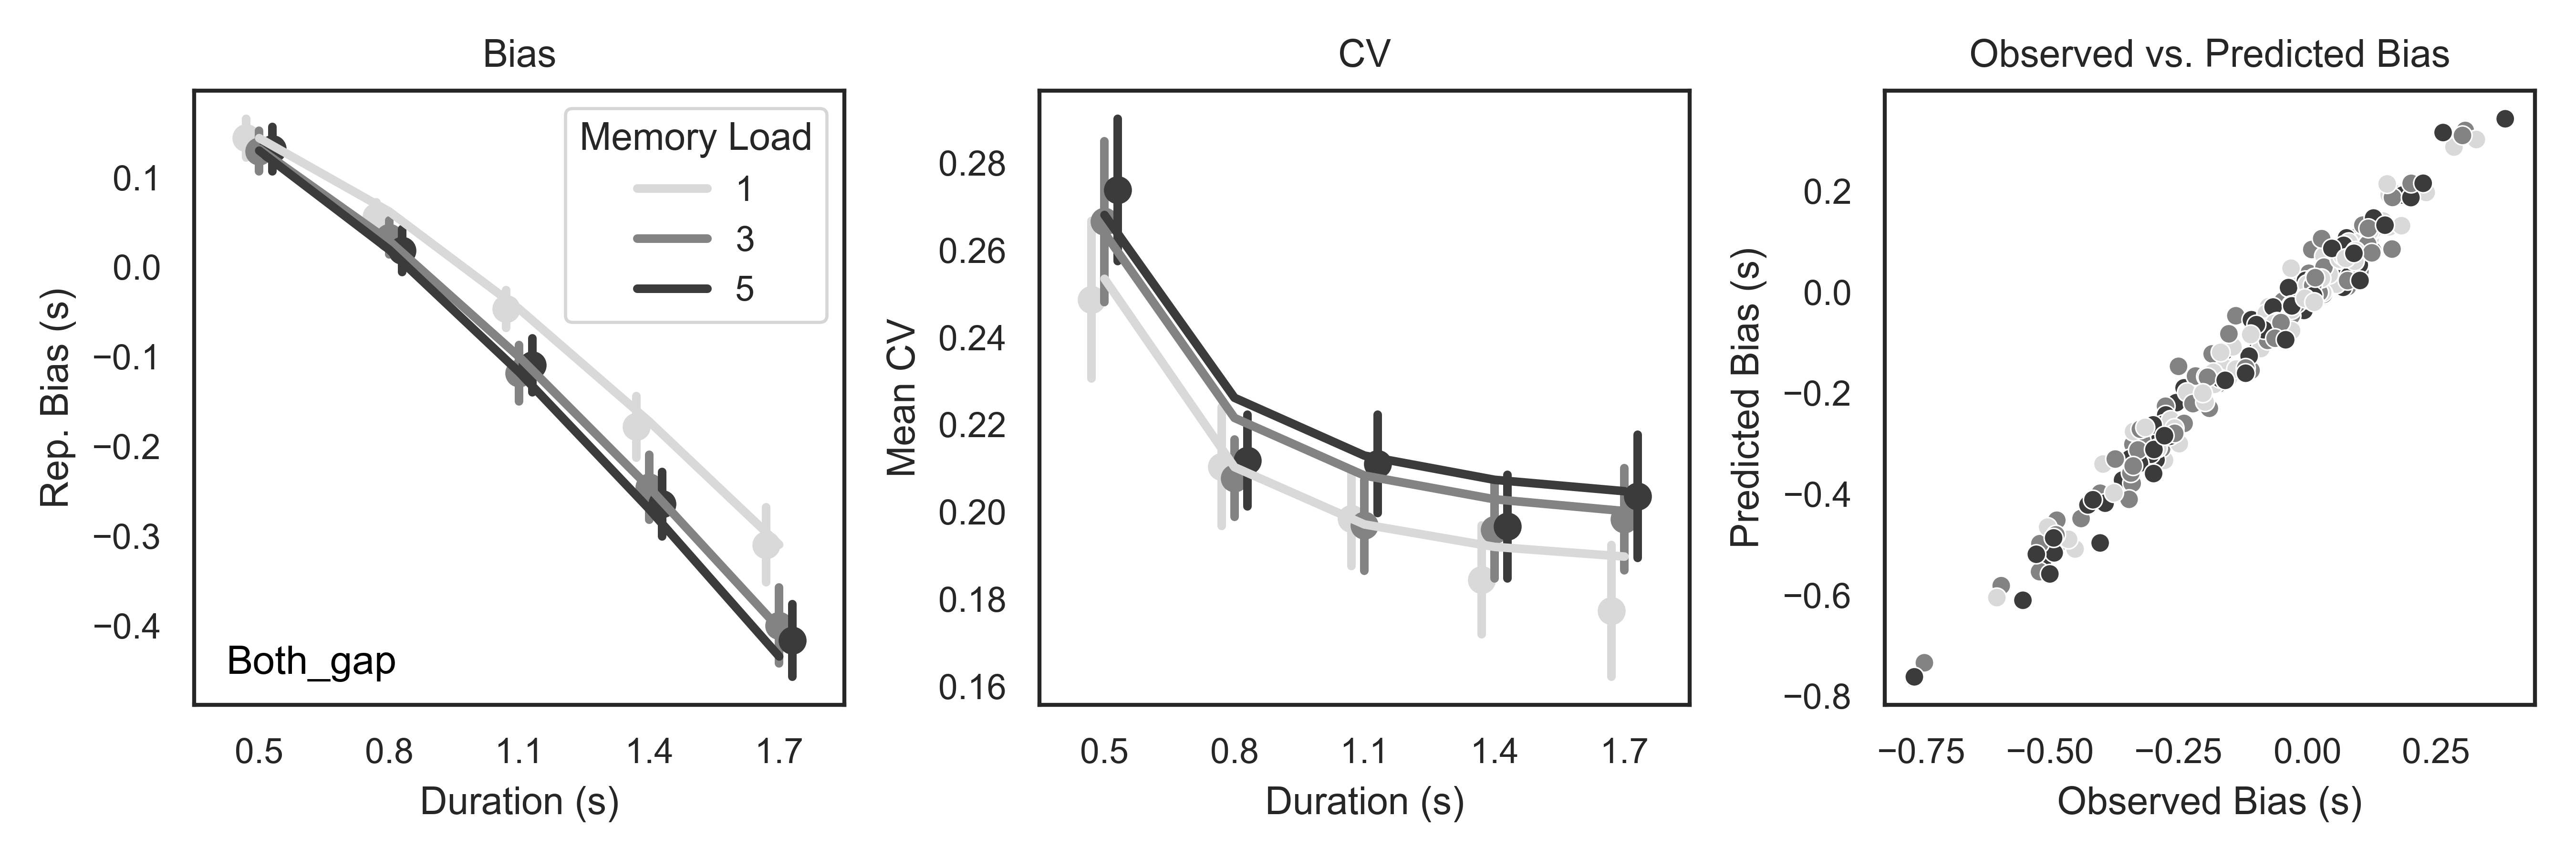 Bias
Rep. Bias (s)
0.1
0.0
−0.1
−0.2
−0.3
−0.4
Memory Load
1
3
5
Both_gap
0.5 0.8 1.1 1.4 1.7
Duration (s)
CV
Mean CV
0.28
0.26
0.24
0.22
0.20
0.18
0.16
0.5 0.8 1.1 1.4 1.7
Duration (s)
Observed vs. Predicted Bias
Predicted Bias (s)
0.2
0.0
−0.2
−0.4
−0.6
−0.8
−0.75 −0.50 −0.25 0.00 0.25
Observed Bias (s)